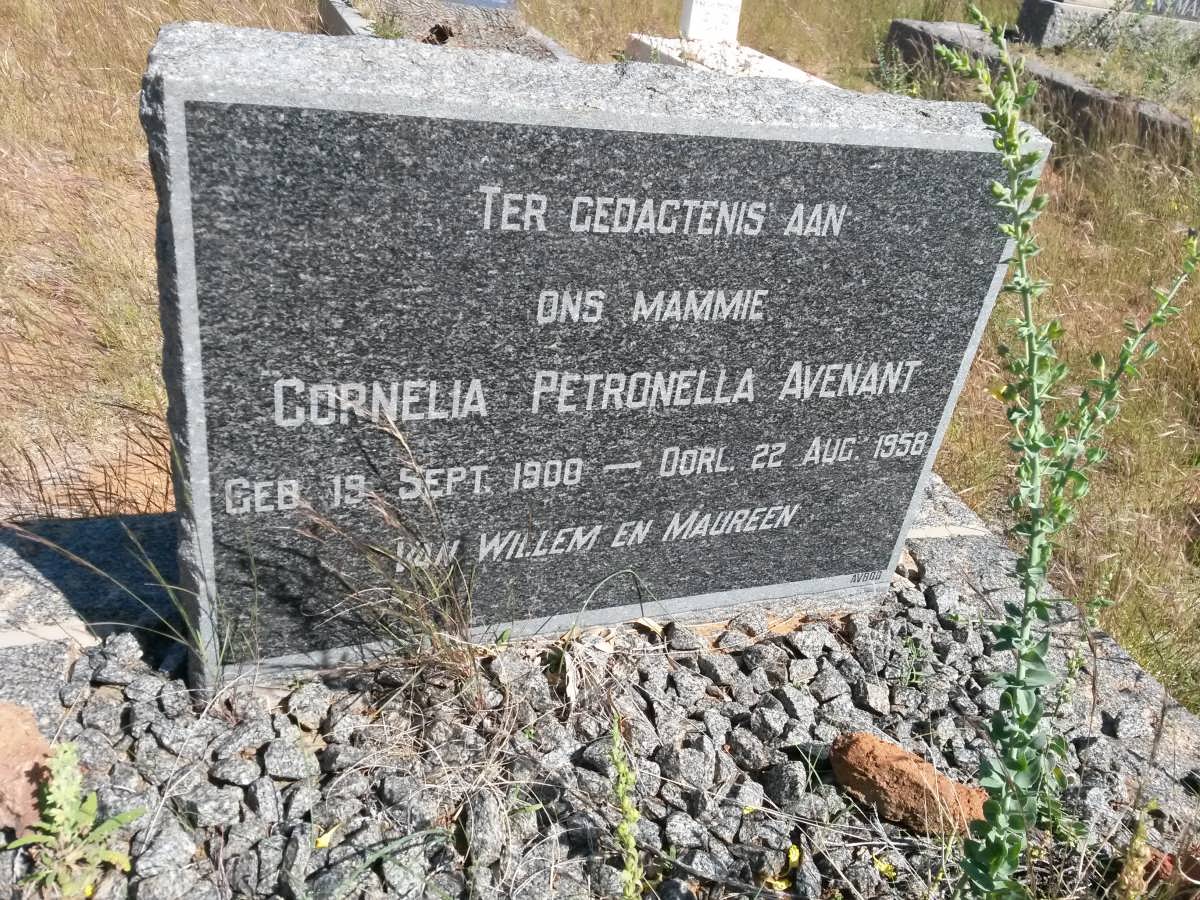 TER GEDAGTENIS AAN
ONS MAMMIE
CORNELIA PETRONELLA AVENANT
GEB. 19 SEPT. 1900 — OORL. 22 AUG. 1958
VAN WILLEM EN MAUREEN